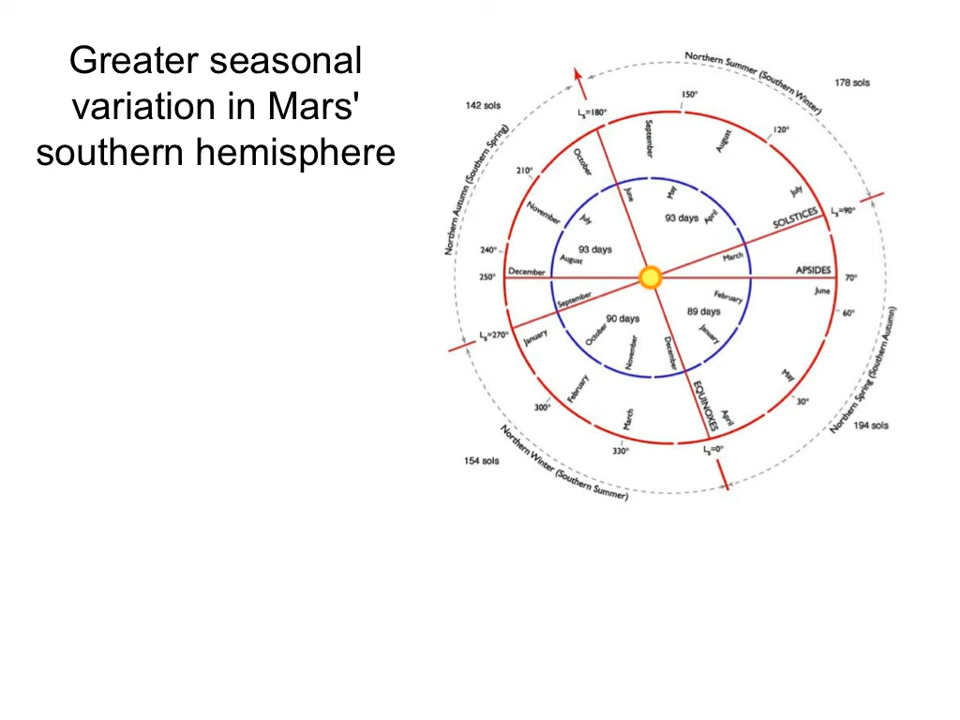 Greater seasonal
variation in Mars'
southern hemisphere
Northern Summer (Southern Winter)
178 sols
142 sols
Northern Autumn (Southern Spring)
Lₛ=180°
150°
120°
210°
September
August
October
July
Lₛ=90°
SOLSTICES
November
June
May
April
July
93 days
93 days
March
August
240°
250°
December
APSIDES
70°
June
60°
September
February
90 days
89 days
October
January
November
December
Lₛ=270°
January
February
March
EQUINOXES
April
May
30°
300°
330°
Lₛ=0°
Northern Spring (Southern Autumn)
194 sols
154 sols
Northern Winter (Southern Summer)